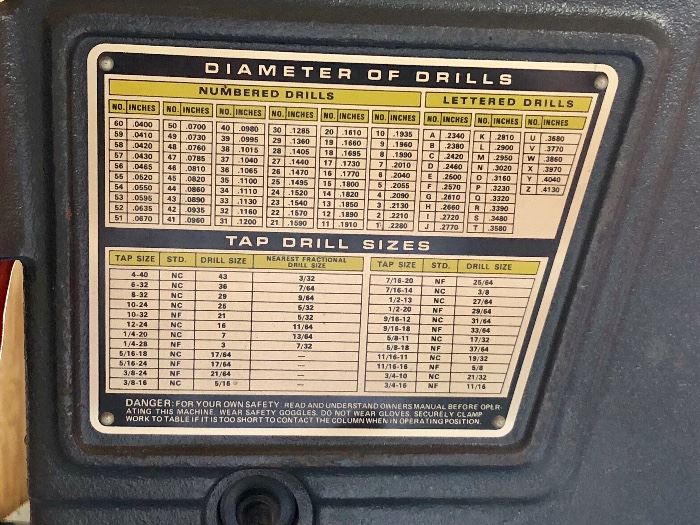 DIAMETER OF DRILLS
NUMBERED DRILLS LETTERED DRILLS
NO. INCHES NO. INCHES NO. INCHES NO. INCHES NO. INCHES NO. INCHES NO. INCHES NO. INCHES NO. INCHES
60 .0400 50 .0700 40 .0980 30 .1285 20 .1610 10 .1935 A .2340 K .2810 U .3680
59 .0410 49 .0730 39 .0995 29 .1360 19 .1660 9 .1960 B .2380 L .2900 V .3770
58 .0420 48 .0760 38 .1015 28 .1405 18 .1695 8 .1990 C .2420 M .2950 W .3860
57 .0430 47 .0785 37 .1040 27 .1440 17 .1730 7 .2010 D .2460 N .3020 X .3970
56 .0465 46 .0810 36 .1065 26 .1470 16 .1770 6 .2040 E .2500 O .3160 Y .4040
55 .0520 45 .0820 35 .1100 25 .1495 15 .1800 5 .2055 F .2570 P .3230 Z .4130
54 .0550 44 .0860 34 .1110 24 .1520 14 .1820 4 .2090 G .2610 Q .3320
53 .0595 43 .0890 33 .1130 23 .1540 13 .1850 3 .2130 H .2660 R .3390
52 .0635 42 .0935 32 .1160 22 .1570 12 .1890 2 .2210 I .2720 S .3480
51 .0670 41 .0960 31 .1200 21 .1590 11 .1910 1 .2280 J .2770 T .3580
TAP DRILL SIZES
TAP SIZE STD. DRILL SIZE NEAREST FRACTIONAL DRILL SIZE TAP SIZE STD. DRILL SIZE
4-40 NC 43 3/32 7/16-20 NF 25/64
6-32 NC 36 7/64 7/16-14 NC 3/8
8-32 NC 29 9/64 1/2-13 NC 27/64
10-24 NC 25 5/32 1/2-20 NF 29/64
10-32 NF 21 5/32 9/16-12 NC 31/64
12-24 NC 16 11/64 9/16-18 NF 33/64
1/4-20 NC 7 13/64 5/8-11 NC 17/32
1/4-28 NF 3 7/32 5/8-18 NF 37/64
5/16-18 NC 17/64 — 11/16-11 NC 19/32
5/16-24 NF 17/64 — 11/16-16 NF 5/8
3/8-24 NF 21/64 — 3/4-10 NC 21/32
3/8-16 NC 5/16 — 3/4-16 NF 11/16
DANGER: FOR YOUR OWN SAFETY READ AND UNDERSTAND OWNERS MANUAL BEFORE OPER-
ATING THIS MACHINE. WEAR SAFETY GOGGLES. DO NOT WEAR GLOVES. SECURELY CLAMP
WORK TO TABLE IF IT IS TOO SHORT TO CONTACT THE COLUMN WHEN IN OPERATING POSITION.